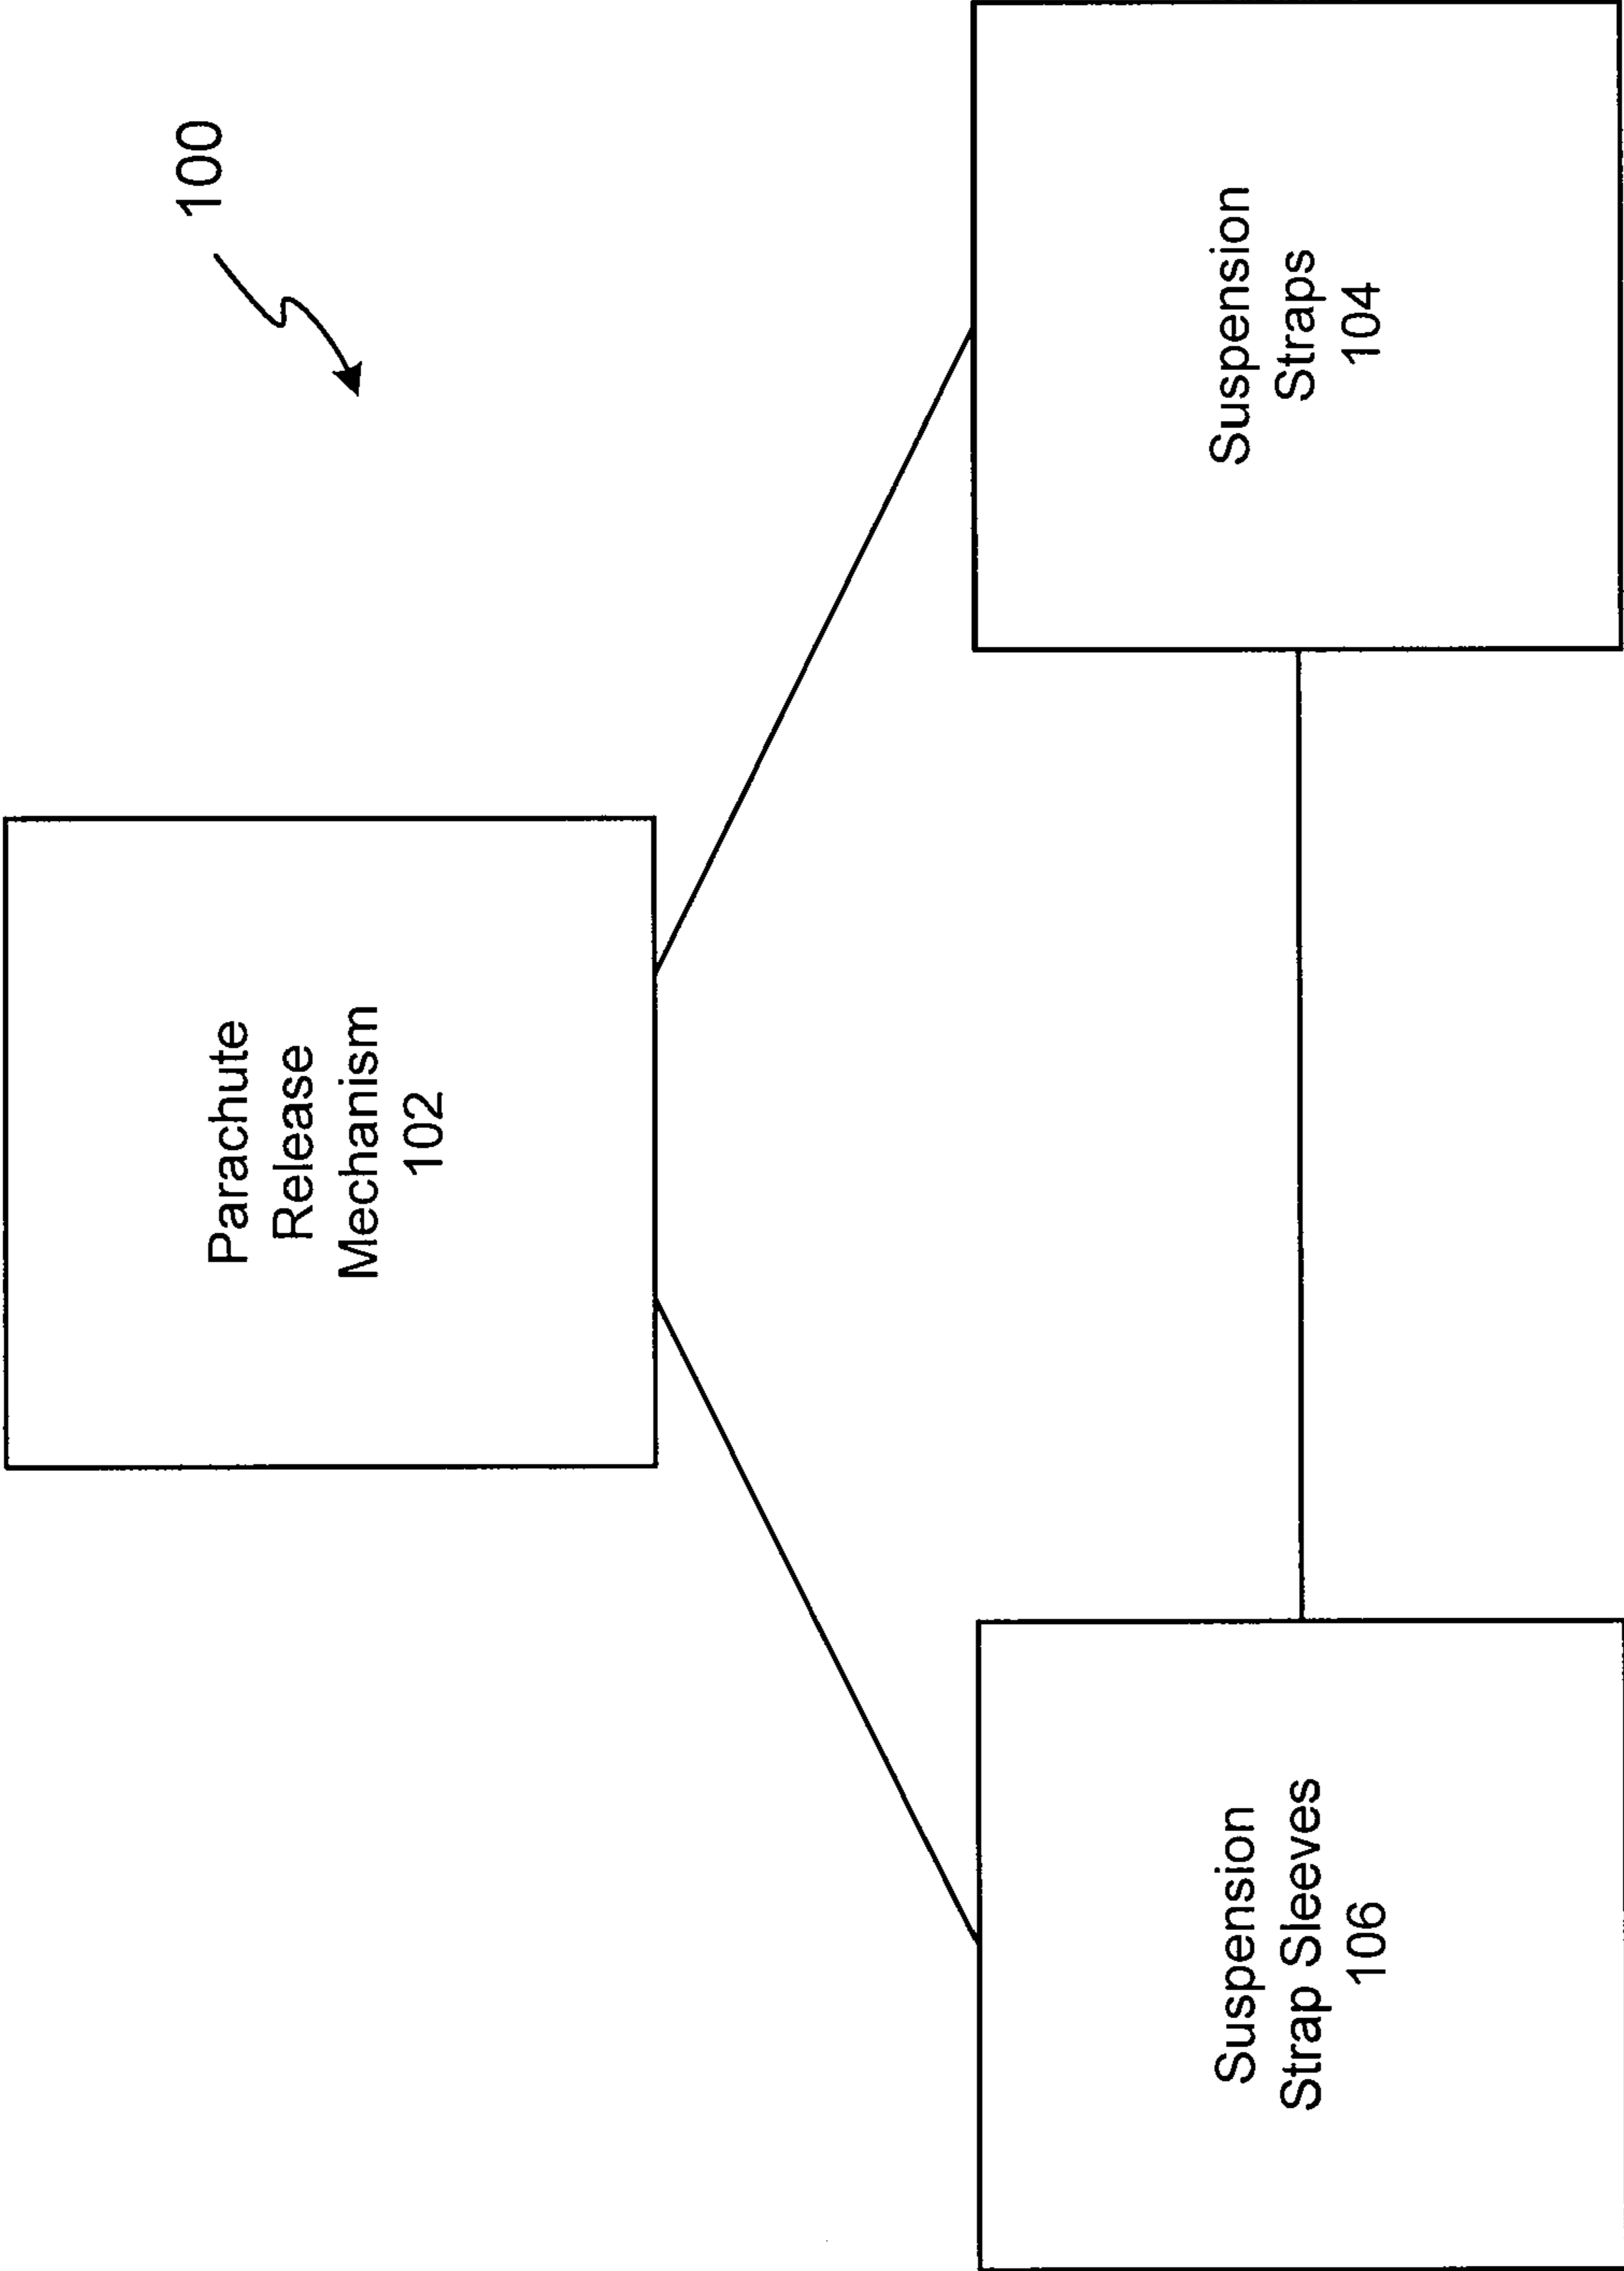 100
Parachute
Release
Mechanism
102
Suspension
Strap Sleeves
106
Suspension
Straps
104